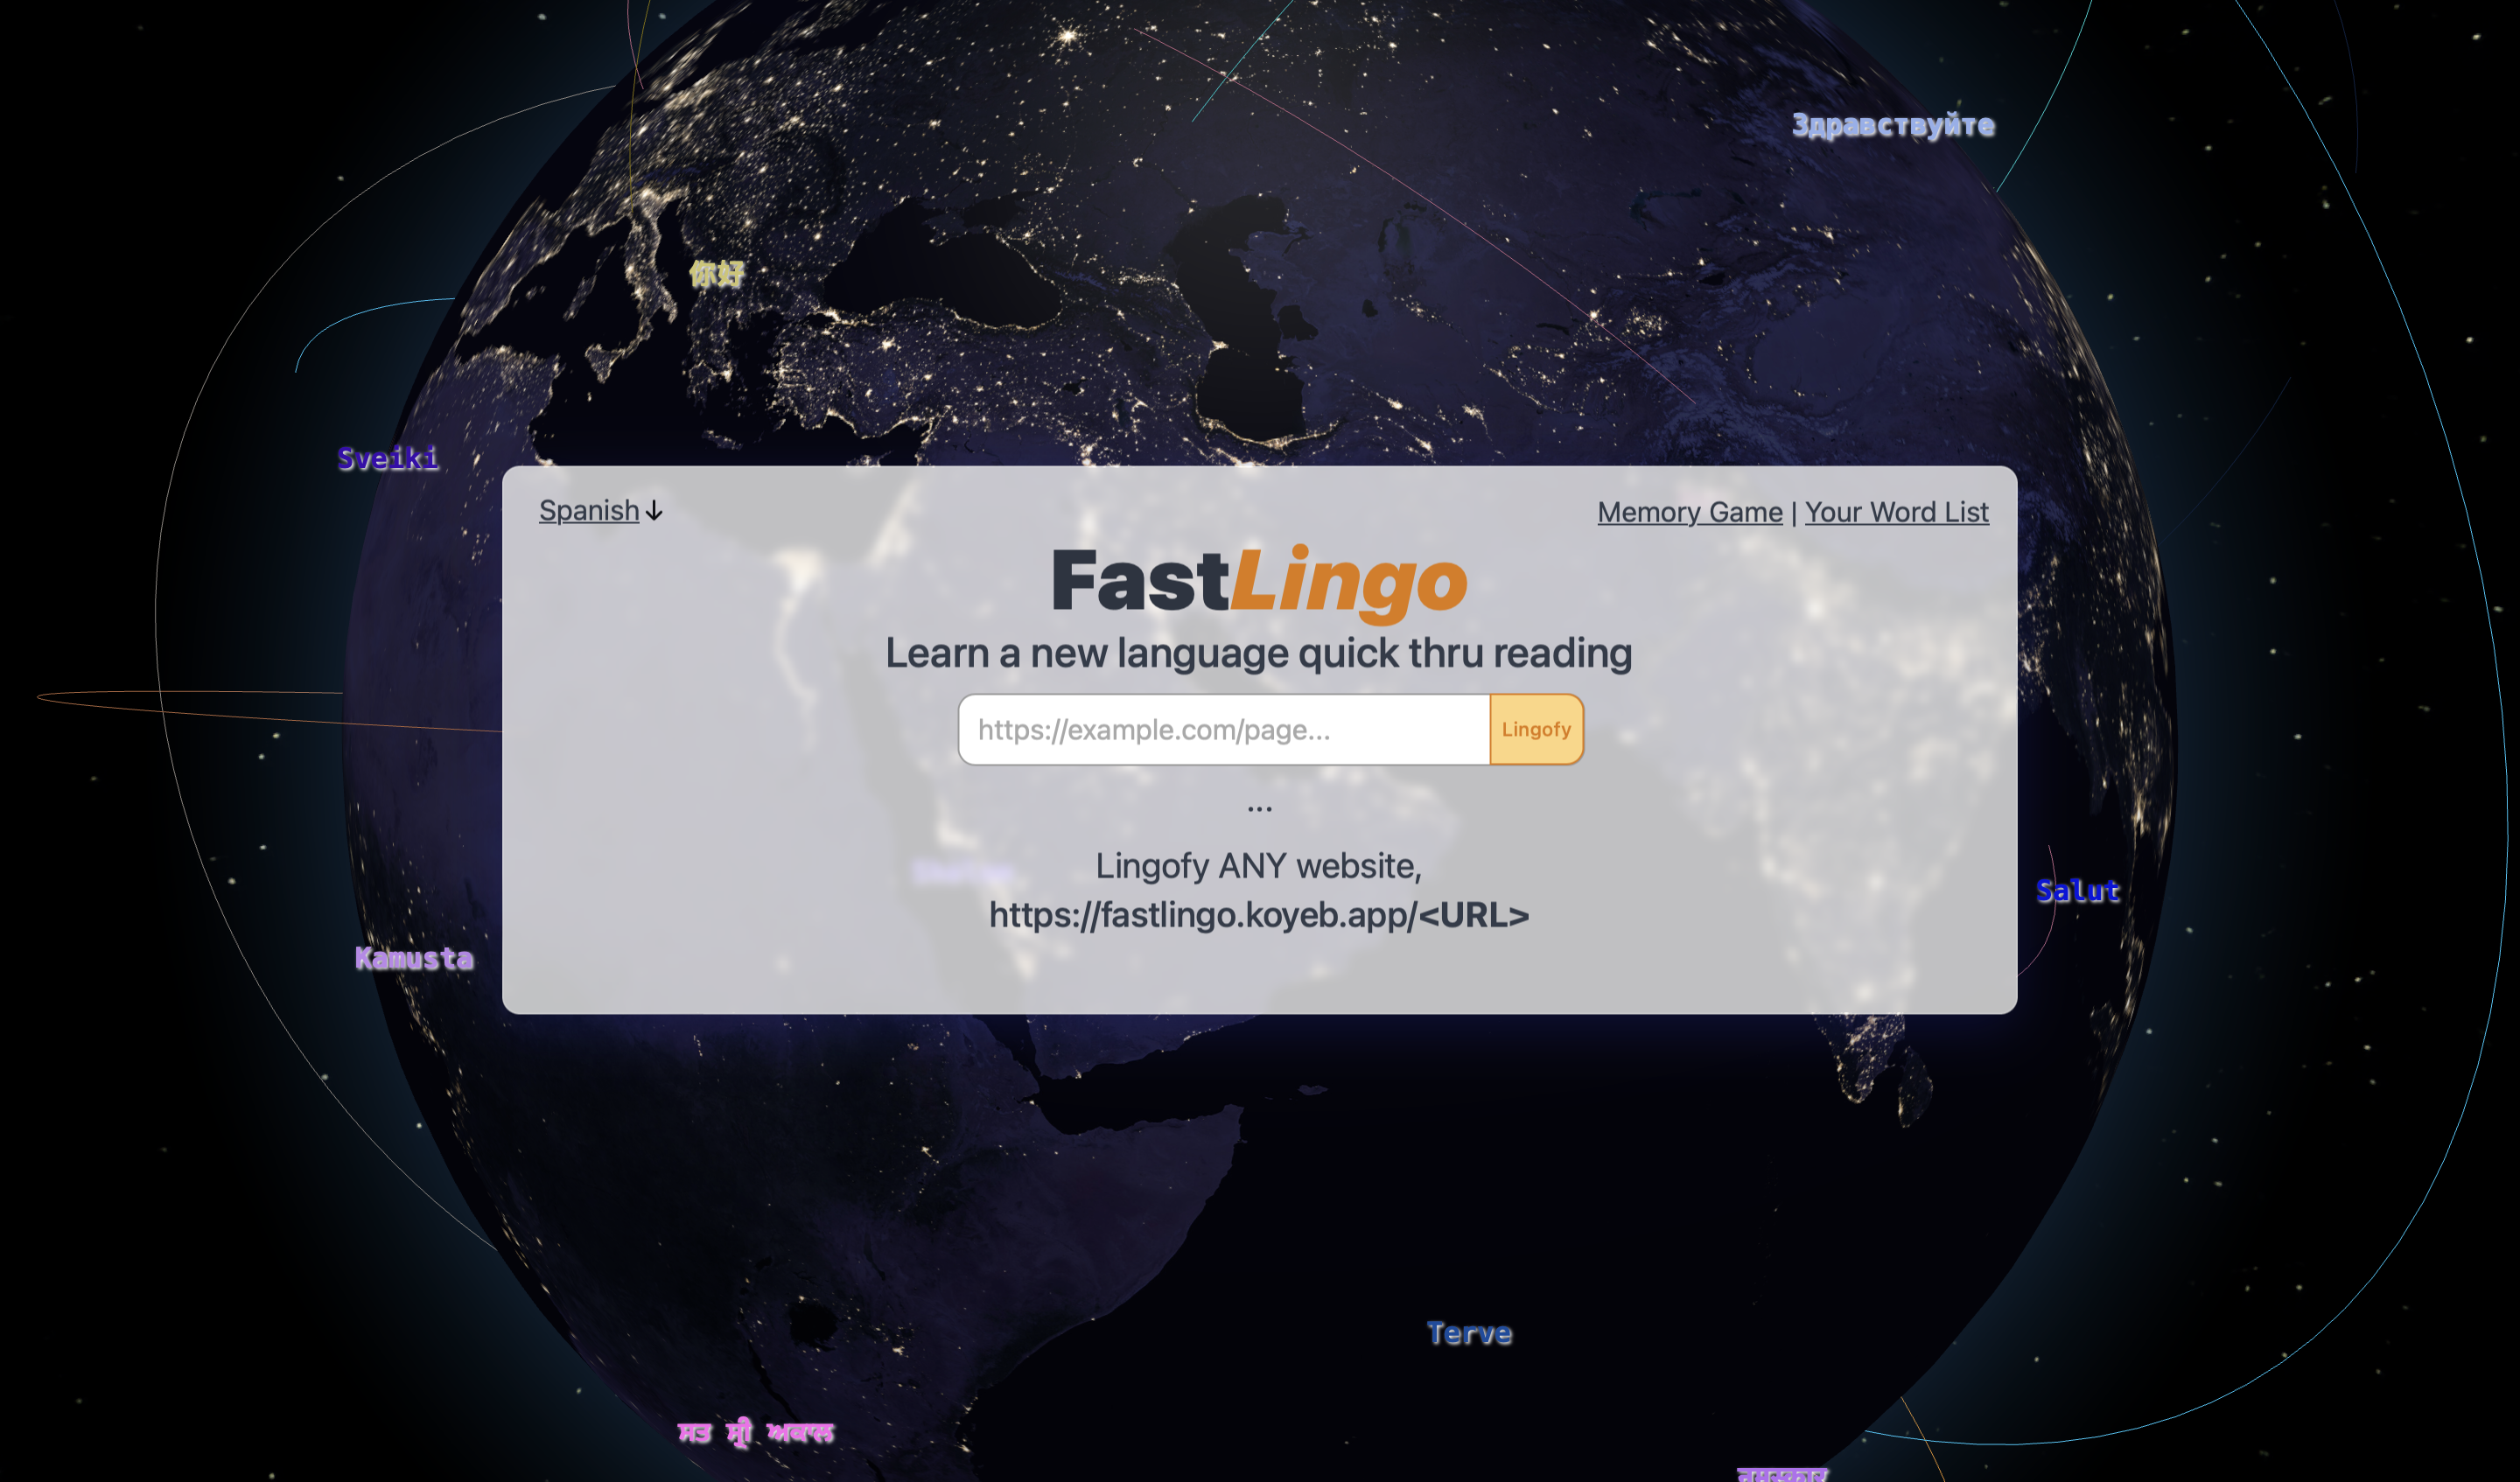 Здравствуйте
你好
Sveiki
Spanish↓
Memory Game | Your Word List
FastLingo
Learn a new language quick thru reading
https://example.com/page...
Lingofy
...
Lingofy ANY website,
https://fastlingo.koyeb.app/<URL>
Salut
Kamusta
Terve
ਸਤ ਸ੍ਰੀ ਅਕਾਲ
नमस्कार